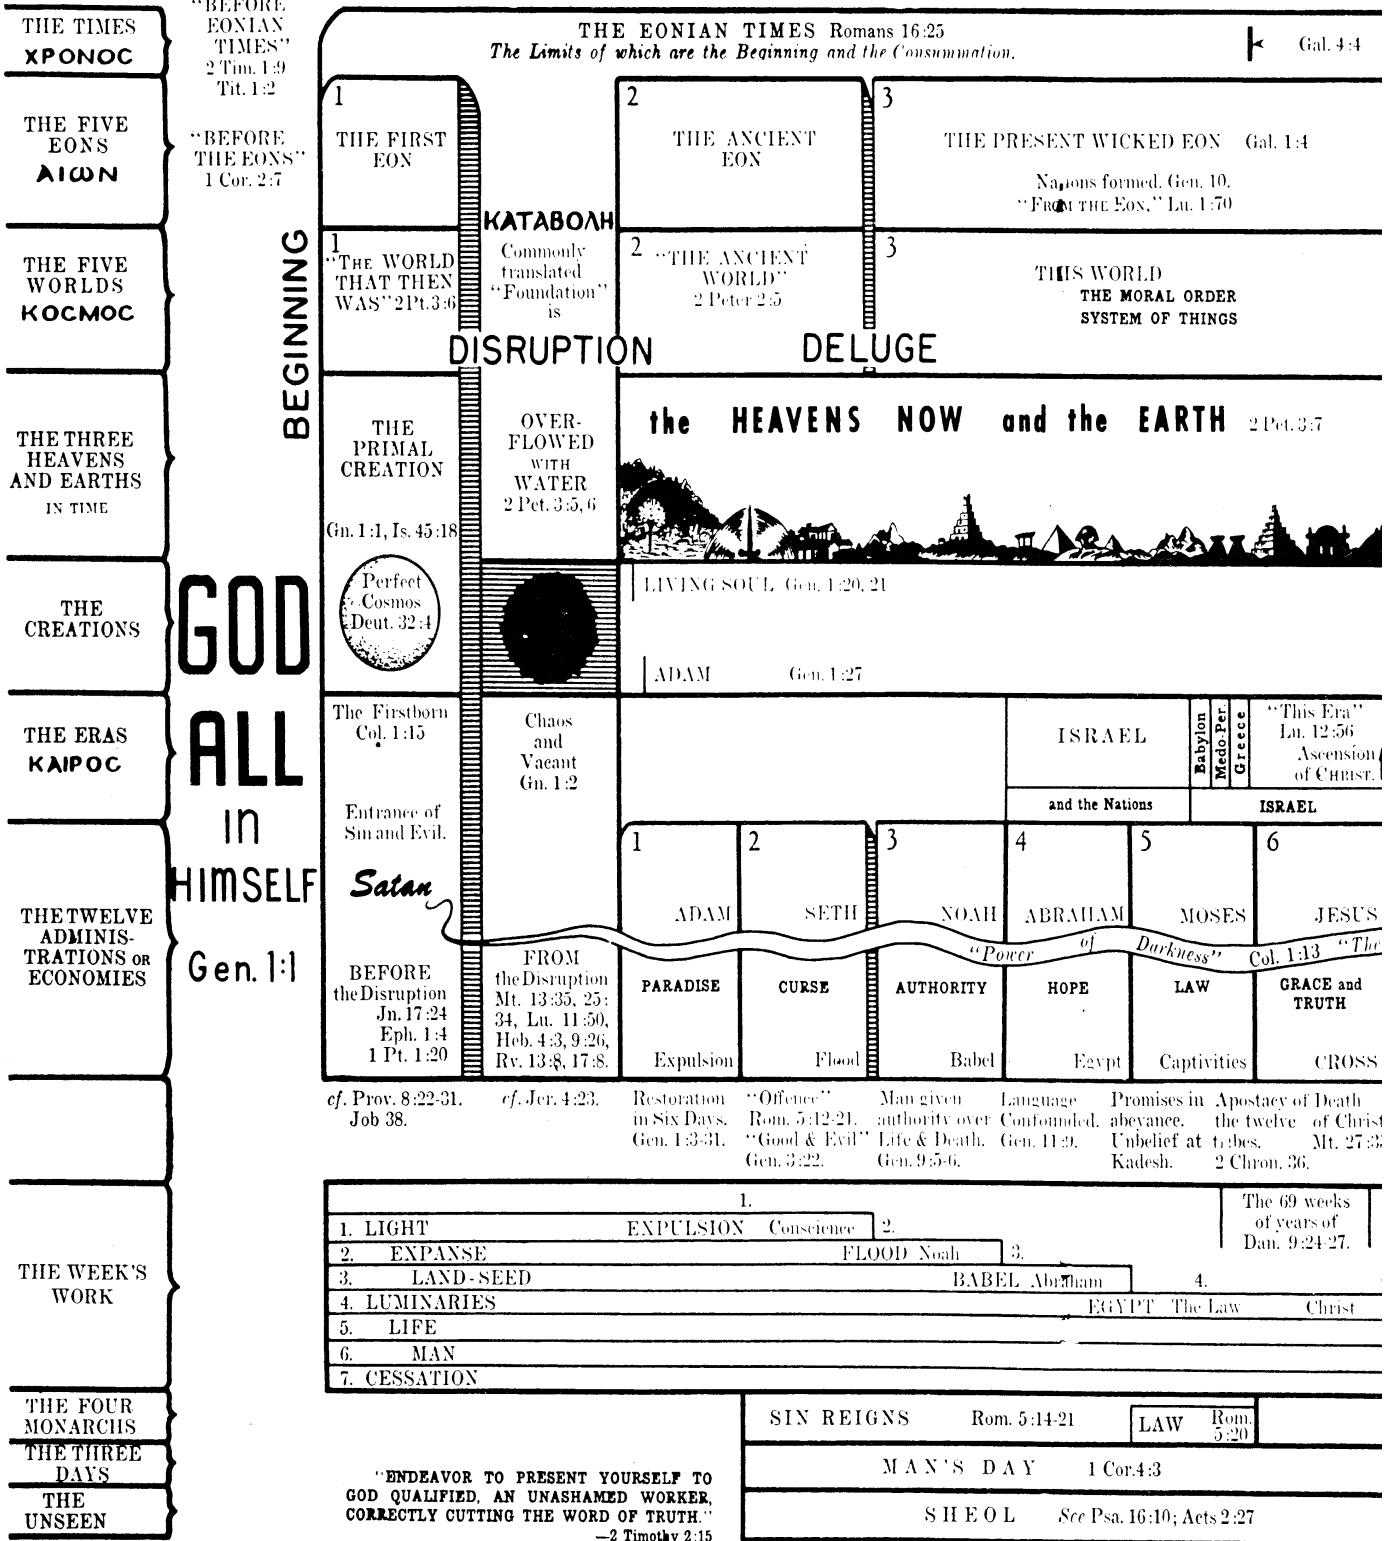 THE TIMES
ΧΡΟΝΟC
THE FIVE
EONS
ΑΙωΝ
THE FIVE
WORLDS
ΚΟCΜΟC
THE THREE
HEAVENS
AND EARTHS
IN TIME
THE
CREATIONS
THE ERAS
ΚΑΙΡΟC
THE TWELVE
ADMINIS-
TRATIONS OR
ECONOMIES
THE WEEK'S
WORK
THE FOUR
MONARCHS
THE THREE
DAYS
THE
UNSEEN
"BEFORE
EONIAN
TIMES"
2 Tim. 1:9
Tit. 1:2
"BEFORE
THE EONS"
1 Cor. 2:7
BEGINNING
GOD
ALL
in
HIMSELF
Gen. 1:1
THE EONIAN TIMES Romans 16:25
The Limits of which are the Beginning and the Consummation.
Gal. 4:4
1
THE FIRST
EON
2
THE ANCIENT
EON
3
THE PRESENT WICKED EON Gal. 1:4
Nations formed. Gen. 10.
"FROM THE EON," Lu. 1:70
1
"THE WORLD
THAT THEN
WAS" 2Pt.3:6
ΚΑΤΑΒΟΛΗ
Commonly
translated
"Foundation"
is
2 "THE ANCIENT
WORLD"
2 Peter 2:5
3
THIS WORLD
THE MORAL ORDER
SYSTEM OF THINGS
DISRUPTION
DELUGE
THE
PRIMAL
CREATION
Gn. 1:1, Is. 45:18
OVER-
FLOWED
WITH
WATER
2 Pet. 3:5, 6
the HEAVENS NOW and the EARTH 2 Pet. 3:7
Perfect
Cosmos
Deut. 32:4
LIVING SOUL Gen. 1:20, 21
ADAM Gen. 1:27
The Firstborn
Col. 1:15
Entrance of
Sin and Evil.
Satan
Chaos
and
Vacant
Gn. 1:2
ISRAEL
Babylon
Medo-Per.
Greece
"This Era"
Lu. 12:56
Ascension
of CHRIST.
and the Nations
ISRAEL
1
ADAM
2
SETH
3
NOAH
4
ABRAHAM
5
MOSES
6
JESUS
"Power of Darkness" Col. 1:13 "The
BEFORE
the Disruption
Jn. 17:24
Eph. 1:4
1 Pt. 1:20
FROM
the Disruption
Mt. 13:35, 25:
34, Lu. 11:50,
Heb. 4:3, 9:26,
Rv. 13:8, 17:8.
PARADISE
Expulsion
CURSE
Flood
AUTHORITY
Babel
HOPE
Egypt
LAW
Captivities
GRACE and
TRUTH
CROSS
cf. Prov. 8:22-31.
Job 38.
cf. Jer. 4:23.
Restoration
in Six Days.
Gen. 1:3-31.
"Offence"
Rom. 5:12-21.
"Good & Evil"
Gen. 3:22.
Man given
authority over
Life & Death.
Gen. 9:5-6.
Language
Confounded.
Gen. 11:9.
Promises in
abeyance.
Unbelief at
Kadesh.
Apostacy of
the twelve
tribes.
2 Chron. 36.
Death
of Christ
Mt. 27:3
1.
1. LIGHT EXPULSION Conscience 2.
2. EXPANSE FLOOD Noah 3.
3. LAND-SEED BABEL Abraham 4.
4. LUMINARIES EGYPT The Law Christ
5. LIFE
6. MAN
7. CESSATION
The 69 weeks
of years of
Dan. 9:24-27.
SIN REIGNS Rom. 5:14-21
LAW Rom.
5:20
MAN'S DAY 1 Cor.4:3
SHEOL See Psa. 16:10; Acts 2:27
"ENDEAVOR TO PRESENT YOURSELF TO
GOD QUALIFIED, AN UNASHAMED WORKER,
CORRECTLY CUTTING THE WORD OF TRUTH."
—2 Timothy 2:15